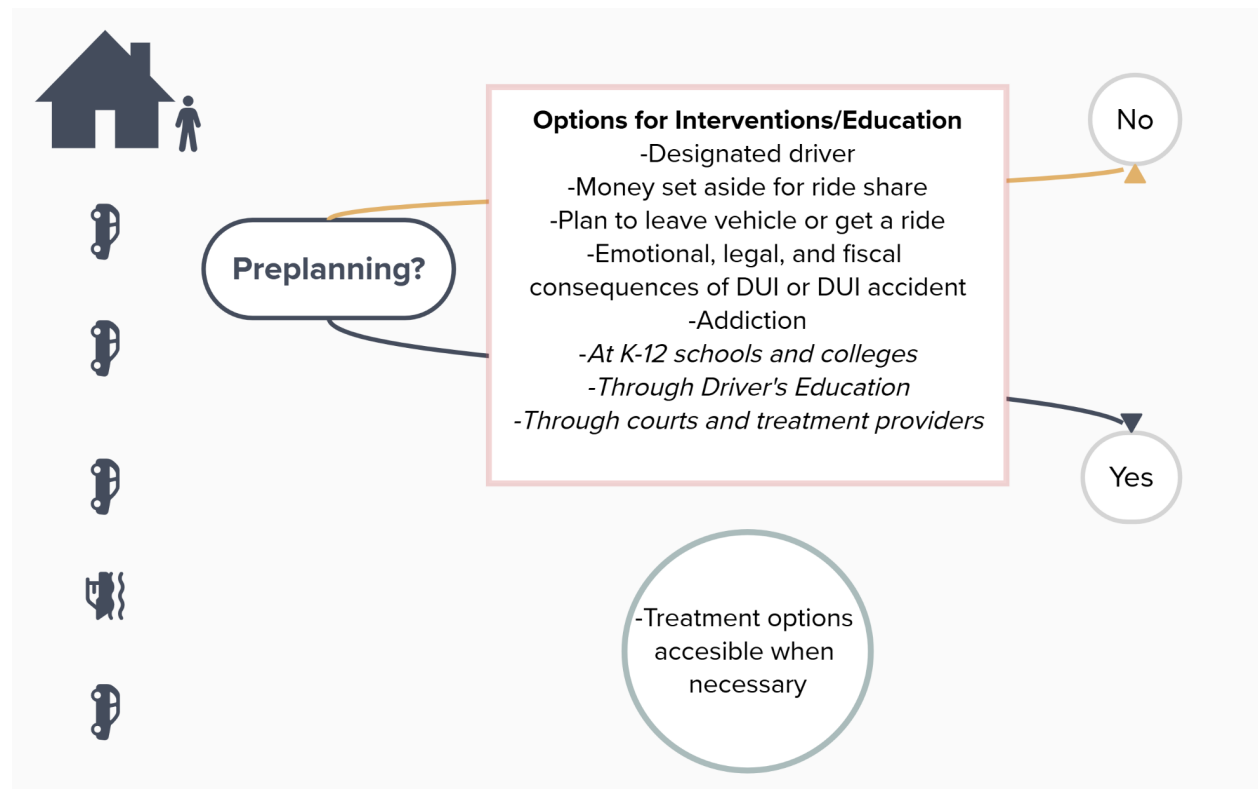 Options for Interventions/Education
-Designated driver
-Money set aside for ride share
-Plan to leave vehicle or get a ride
-Emotional, legal, and fiscal
consequences of DUI or DUI accident
-Addiction
-At K-12 schools and colleges
-Through Driver's Education
-Through courts and treatment providers
No
Preplanning?
Yes
-Treatment options
accesible when
necessary